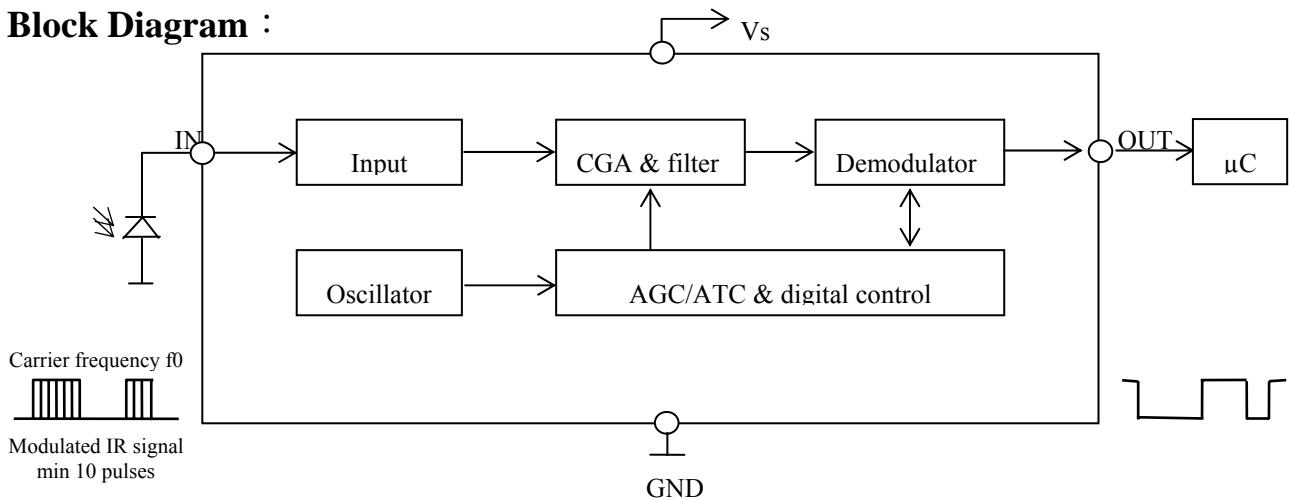 Block Diagram：
Vs
IN
Input
CGA & filter
Demodulator
OUT
µC
Oscillator
AGC/ATC & digital control
Carrier frequency f0
Modulated IR signal
min 10 pulses
GND